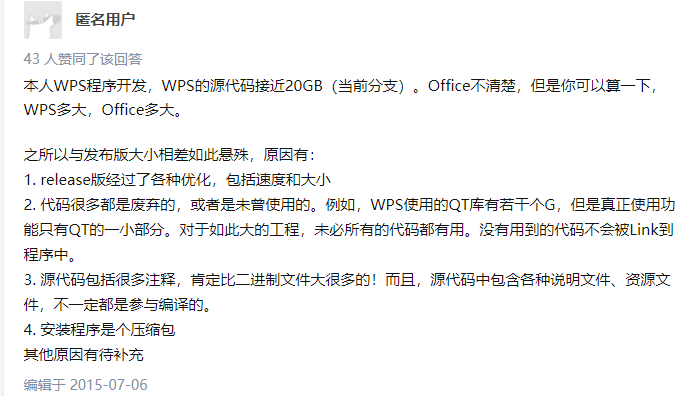 匿名用户
43 人赞同了该回答
本人WPS程序开发，WPS的源代码接近20GB（当前分支）。Office不清楚，但是你可以算一下，
WPS多大，Office多大。
之所以与发布版大小相差如此悬殊，原因有：
1. release版经过了各种优化，包括速度和大小
2. 代码很多都是废弃的，或者是未曾使用的。例如，WPS使用的QT库有若干个G，但是真正使用功
能只有QT的一小部分。对于如此大的工程，未必所有的代码都有用。没有用到的代码不会被Link到
程序中。
3. 源代码包括很多注释，肯定比二进制文件大很多的！而且，源代码中包含各种说明文件、资源文
件，不一定都是参与编译的。
4. 安装程序是个压缩包
其他原因有待补充
编辑于 2015-07-06